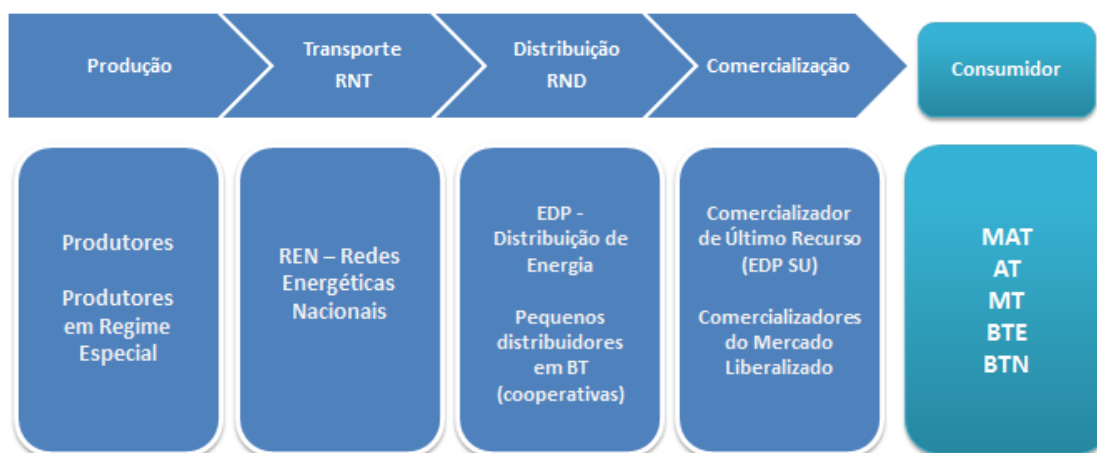 Produção
Transporte
RNT
Distribuição
RND
Comercialização
Consumidor
Produtores
Produtores
em Regime
Especial
REN – Redes
Energéticas
Nacionais
EDP -
Distribuição de
Energia
Pequenos
distribuidores
em BT
(cooperativas)
Comercializador
de Último Recurso
(EDP SU)
Comercializadores
do Mercado
Liberalizado
MAT
AT
MT
BTE
BTN